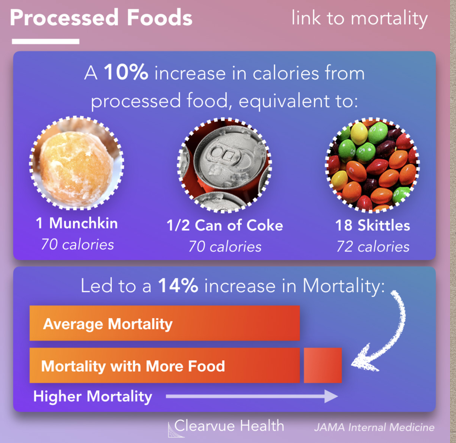 Processed Foods
link to mortality
A 10% increase in calories from
processed food, equivalent to:
1 Munchkin
1/2 Can of Coke
18 Skittles
70 calories
70 calories
72 calories
Led to a 14% increase in Mortality:
Average Mortality
Mortality with More Food
Higher Mortality
Clearvue Health
JAMA Internal Medicine